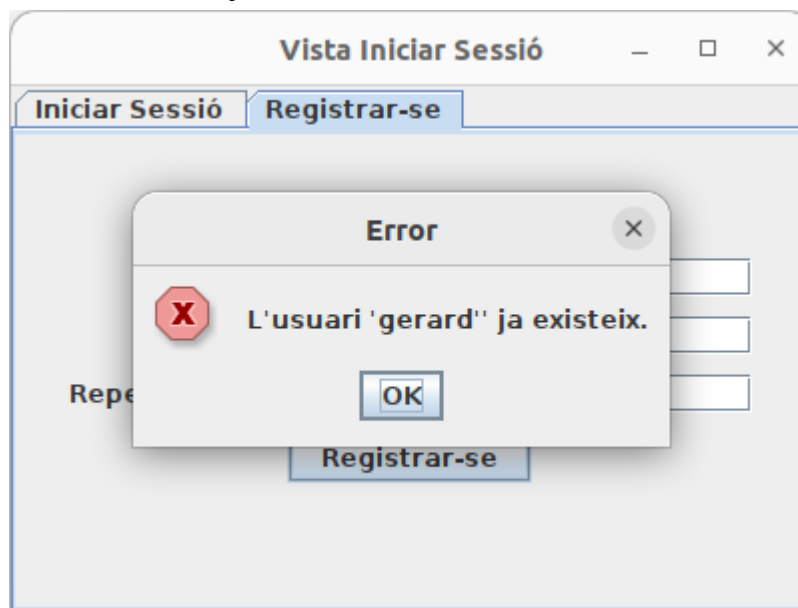 Vista Iniciar Sessió
Iniciar Sessió Registrar-se
Error
L'usuari 'gerard'' ja existeix.
OK
Repe
Registrar-se